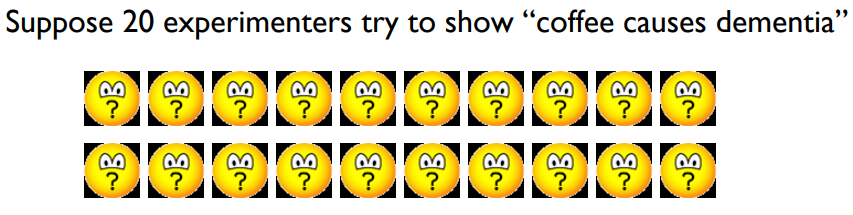 Suppose 20 experimenters try to show “coffee causes dementia”
? ? ? ? ? ? ? ? ? ?
? ? ? ? ? ? ? ? ? ?